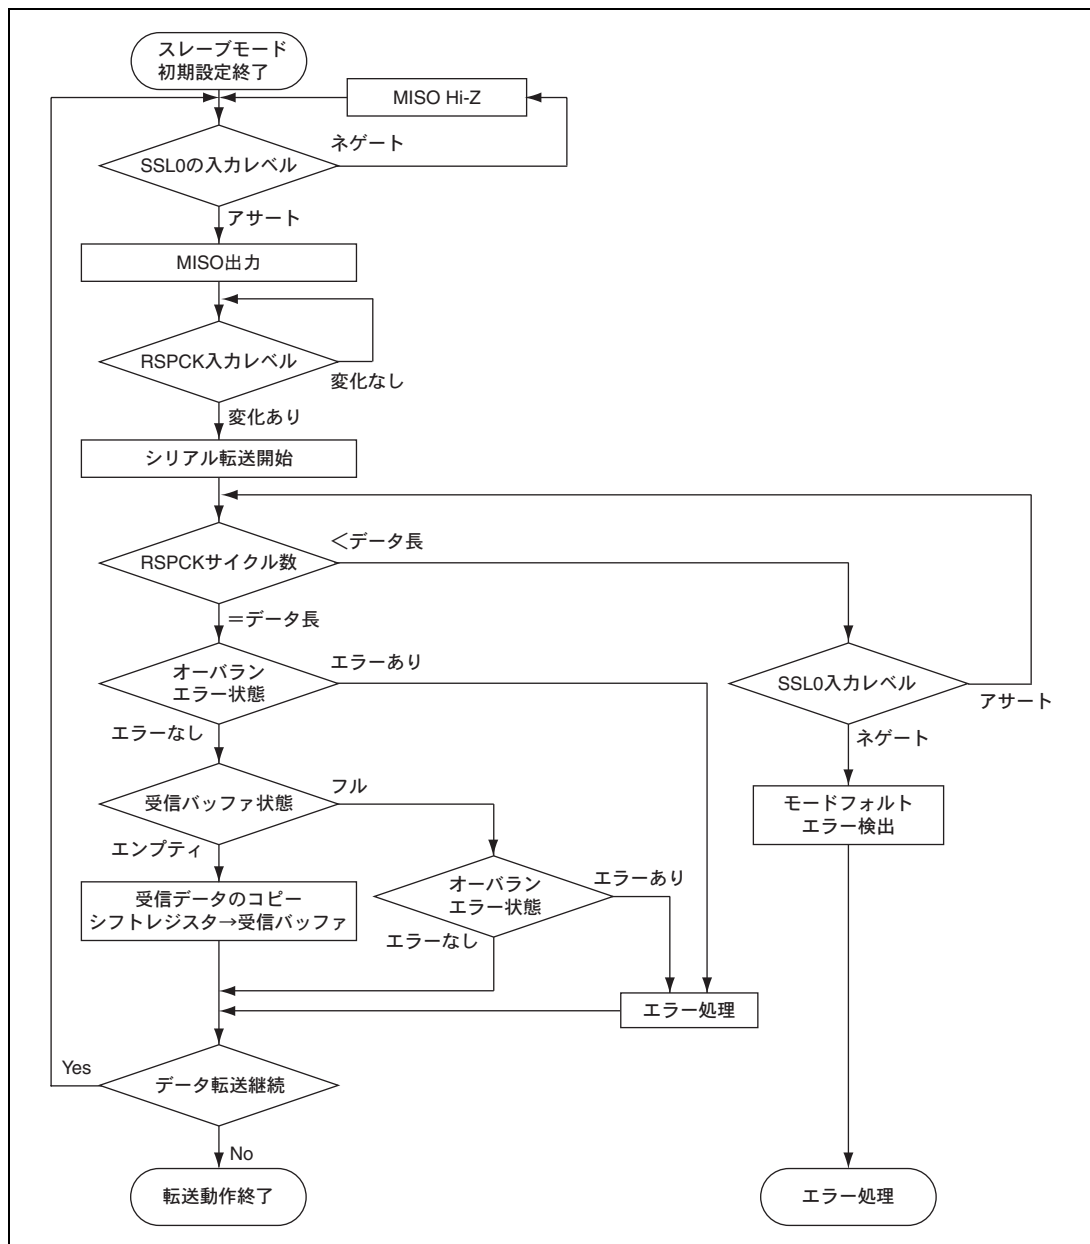 スレーブモード
初期設定終了
MISO Hi-Z
ネゲート
SSL0の入力レベル
アサート
MISO出力
RSPCK入力レベル
変化なし
変化あり
シリアル転送開始
<データ長
RSPCKサイクル数
=データ長
オーバラン
エラー状態
エラーあり
SSL0入力レベル
アサート
エラーなし
ネゲート
受信バッファ状態
フル
モードフォルト
エラー検出
エンプティ
オーバラン
エラー状態
エラーあり
受信データのコピー
シフトレジスタ→受信バッファ
エラーなし
エラー処理
Yes
データ転送継続
No
転送動作終了
エラー処理